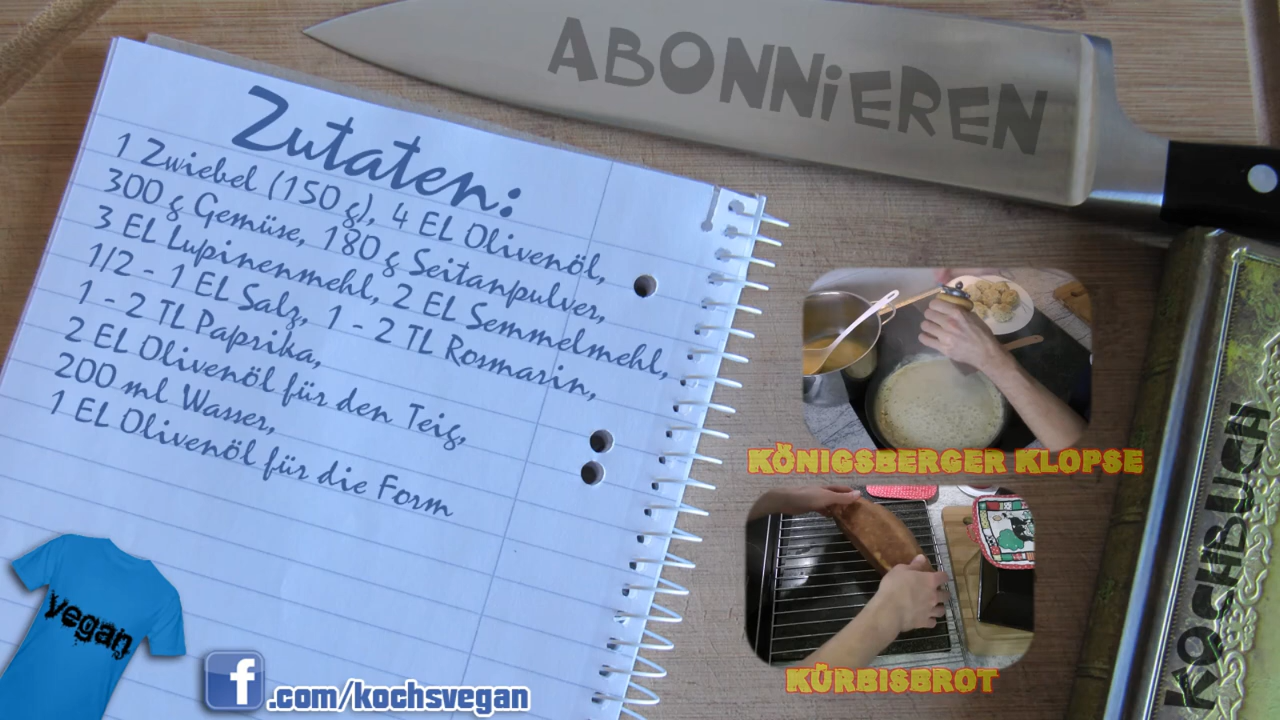 ABONNiEREN
Zutaten:
1 Zwiebel (150 g), 4 EL Olivenöl,
300 g Gemüse, 180 g Seitanpulver,
3 EL Lupinenmehl, 2 EL Semmelmehl,
1/2 - 1 EL Salz, 1 - 2 TL Rosmarin,
1 - 2 TL Paprika,
2 EL Olivenöl für den Teig,
200 ml Wasser,
1 EL Olivenöl für die Form
KÖNIGSBERGER KLOPSE
KÜRBISBROT
KOCHBUCH
vegan
f .com/kochsvegan